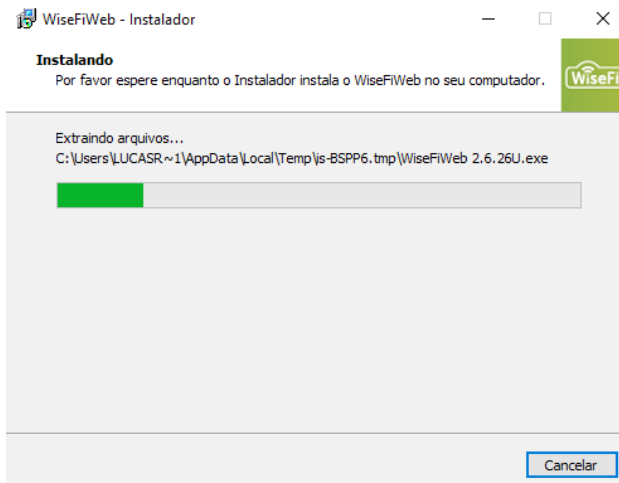 WiseFiWeb - Instalador
Instalando
Por favor espere enquanto o Instalador instala o WiseFiWeb no seu computador.
WiseFi
Extraindo arquivos...
C:\Users\LUCASR~1\AppData\Local\Temp\is-BSPP6.tmp\WiseFiWeb 2.6.26U.exe
Cancelar